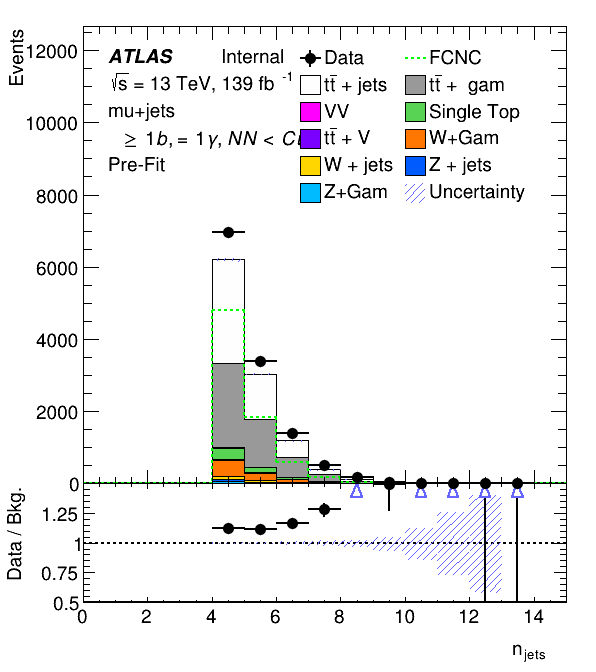 Events
12000
10000
8000
6000
4000
2000
0
ATLAS Internal
√s = 13 TeV, 139 fb -1
mu+jets
≥ 1b, = 1γ, NN < 
Pre-Fit
Data
FCNC
tt̄ + jets
tt̄ + gam
VV
Single Top
tt̄ + V
W+Gam
W + jets
Z + jets
Z+Gam
Uncertainty
Data / Bkg.
1.25
1
0.75
0.5
0 2 4 6 8 10 12 14
n jets